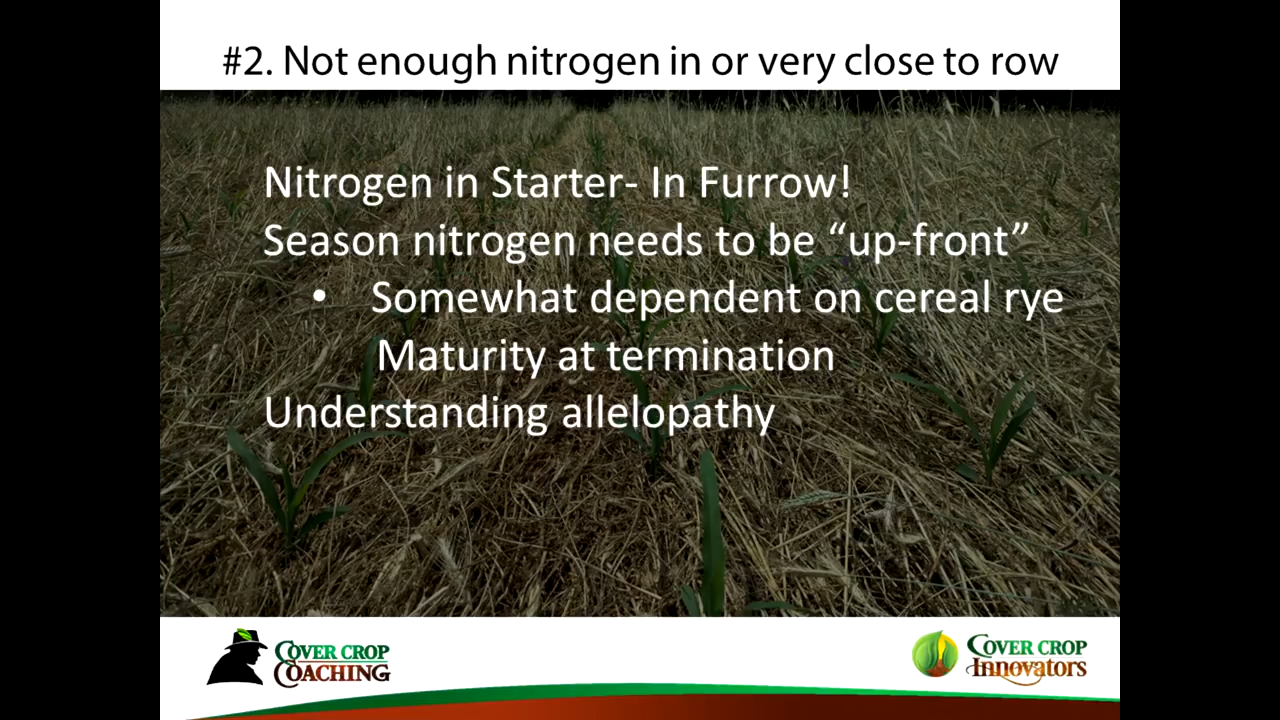 #2. Not enough nitrogen in or very close to row
Nitrogen in Starter- In Furrow!
Season nitrogen needs to be “up-front”
• Somewhat dependent on cereal rye
Maturity at termination
Understanding allelopathy
COVER CROP
COACHING
COVER CROP
INNOVATORS